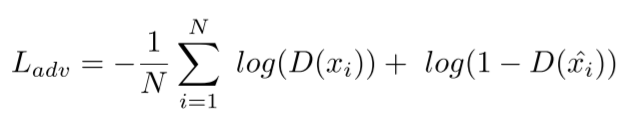 L_{adv} = -\frac{1}{N} \sum_{i=1}^{N} log(D(x_i)) + log(1 - D(\hat{x_i}))